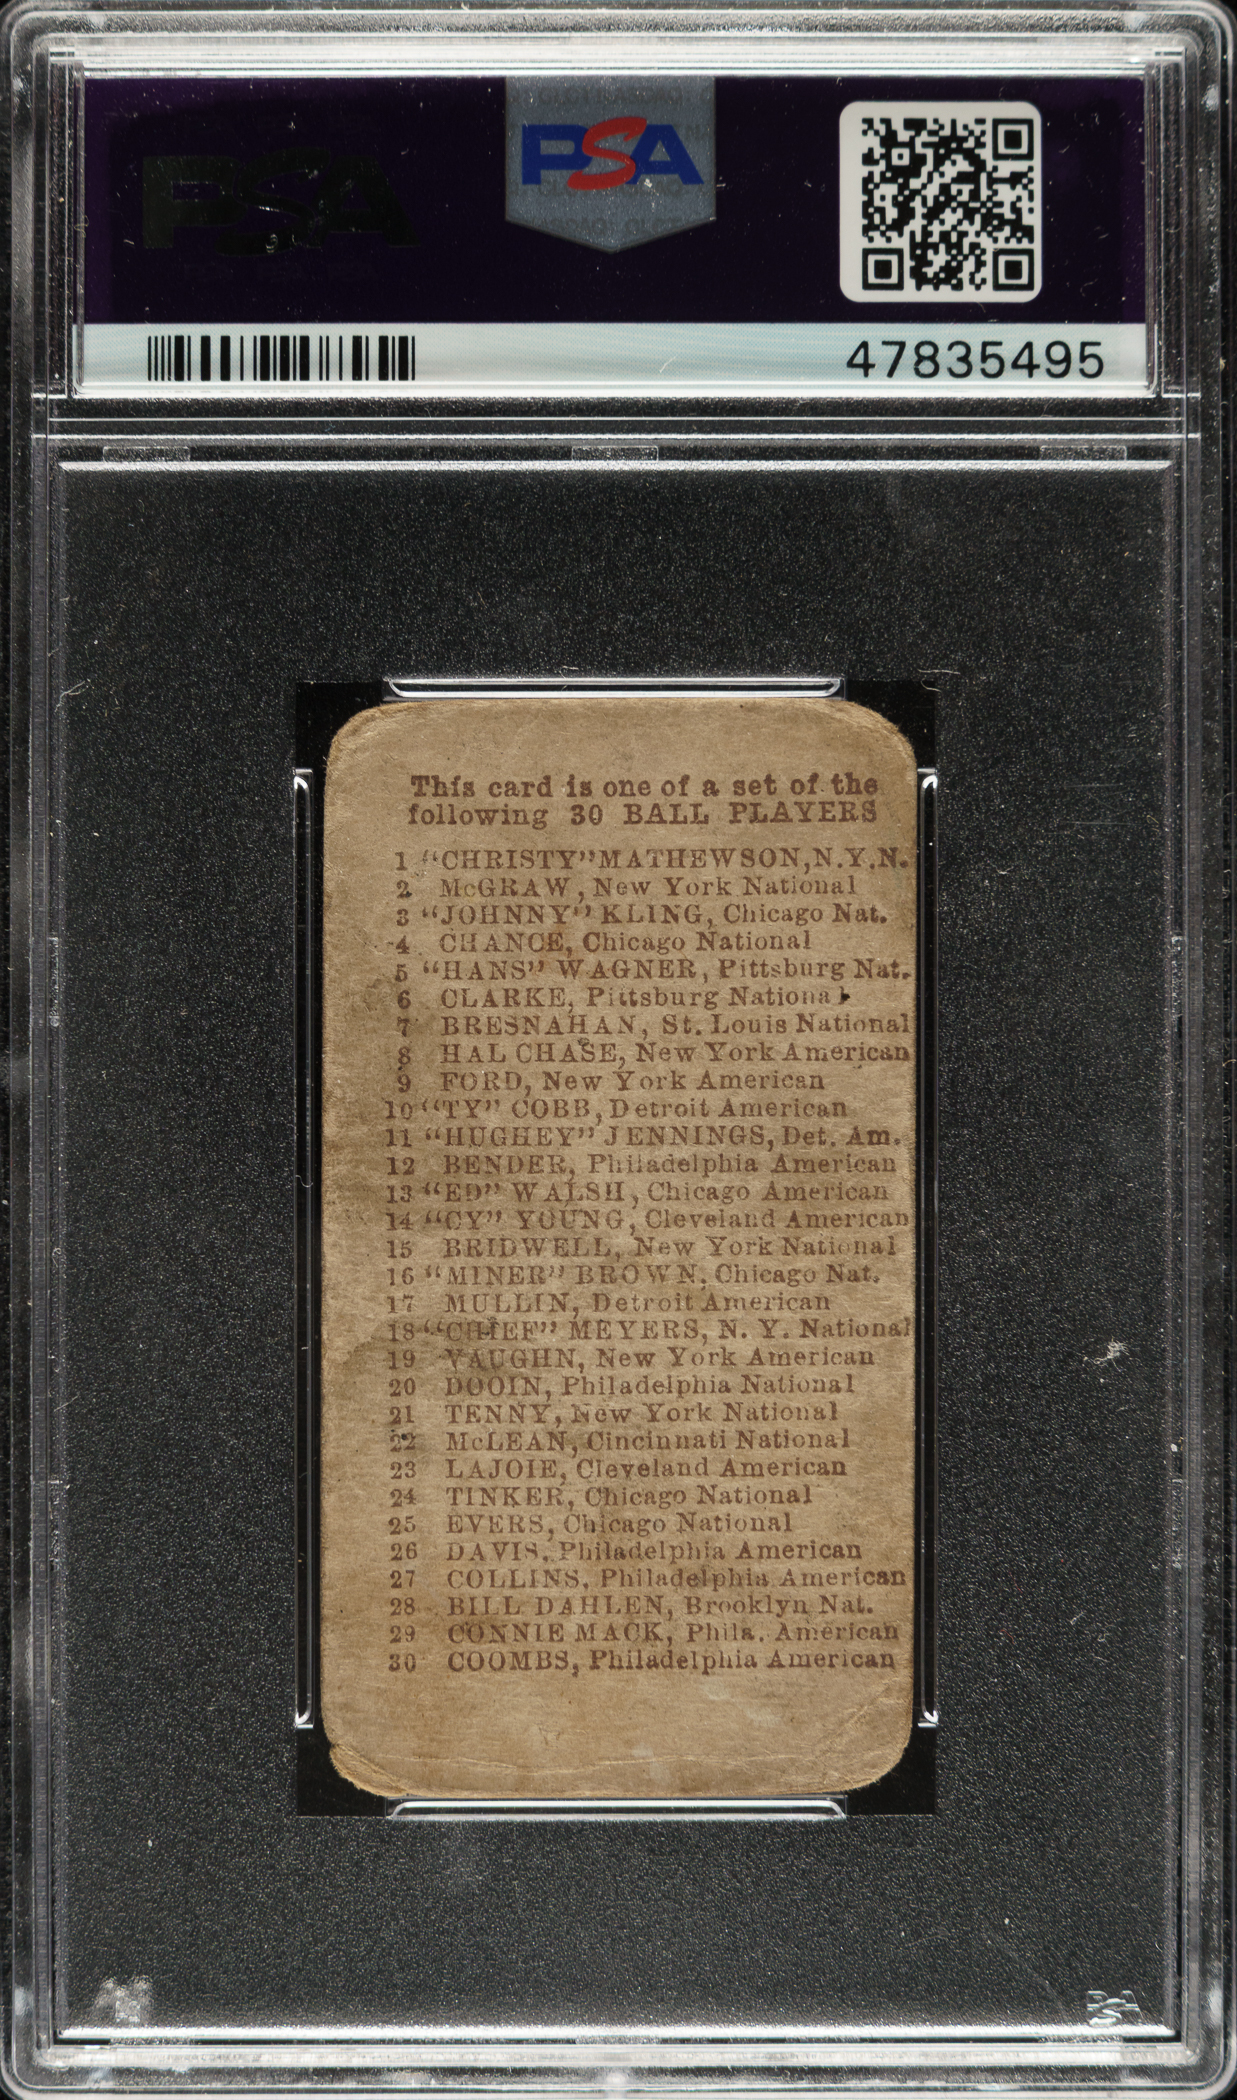 PSA
47835495
This card is one of a set of the
following 30 BALL PLAYERS
1 "CHRISTY" MATHEWSON, N.Y.N.
2 McGRAW, New York National
3 "JOHNNY" KLING, Chicago Nat.
4 CHANCE, Chicago National
5 "HANS" WAGNER, Pittsburg Nat.
6 CLARKE, Pittsburg National
7 BRESNAHAN, St. Louis National
8 HAL CHASE, New York American
9 FORD, New York American
10 "TY" COBB, Detroit American
11 "HUGHEY" JENNINGS, Det. Am.
12 BENDER, Philadelphia American
13 "ED" WALSH, Chicago American
14 "CY" YOUNG, Cleveland American
15 BRIDWELL, New York National
16 "MINER" BROWN, Chicago Nat.
17 MULLIN, Detroit American
18 "CHIEF" MEYERS, N. Y. National
19 VAUGHN, New York American
20 DOOIN, Philadelphia National
21 TENNY, New York National
22 McLEAN, Cincinnati National
23 LAJOIE, Cleveland American
24 TINKER, Chicago National
25 EVERS, Chicago National
26 DAVIS, Philadelphia American
27 COLLINS, Philadelphia American
28 BILL DAHLEN, Brooklyn Nat.
29 CONNIE MACK, Phila. American
30 COOMBS, Philadelphia American
PSA